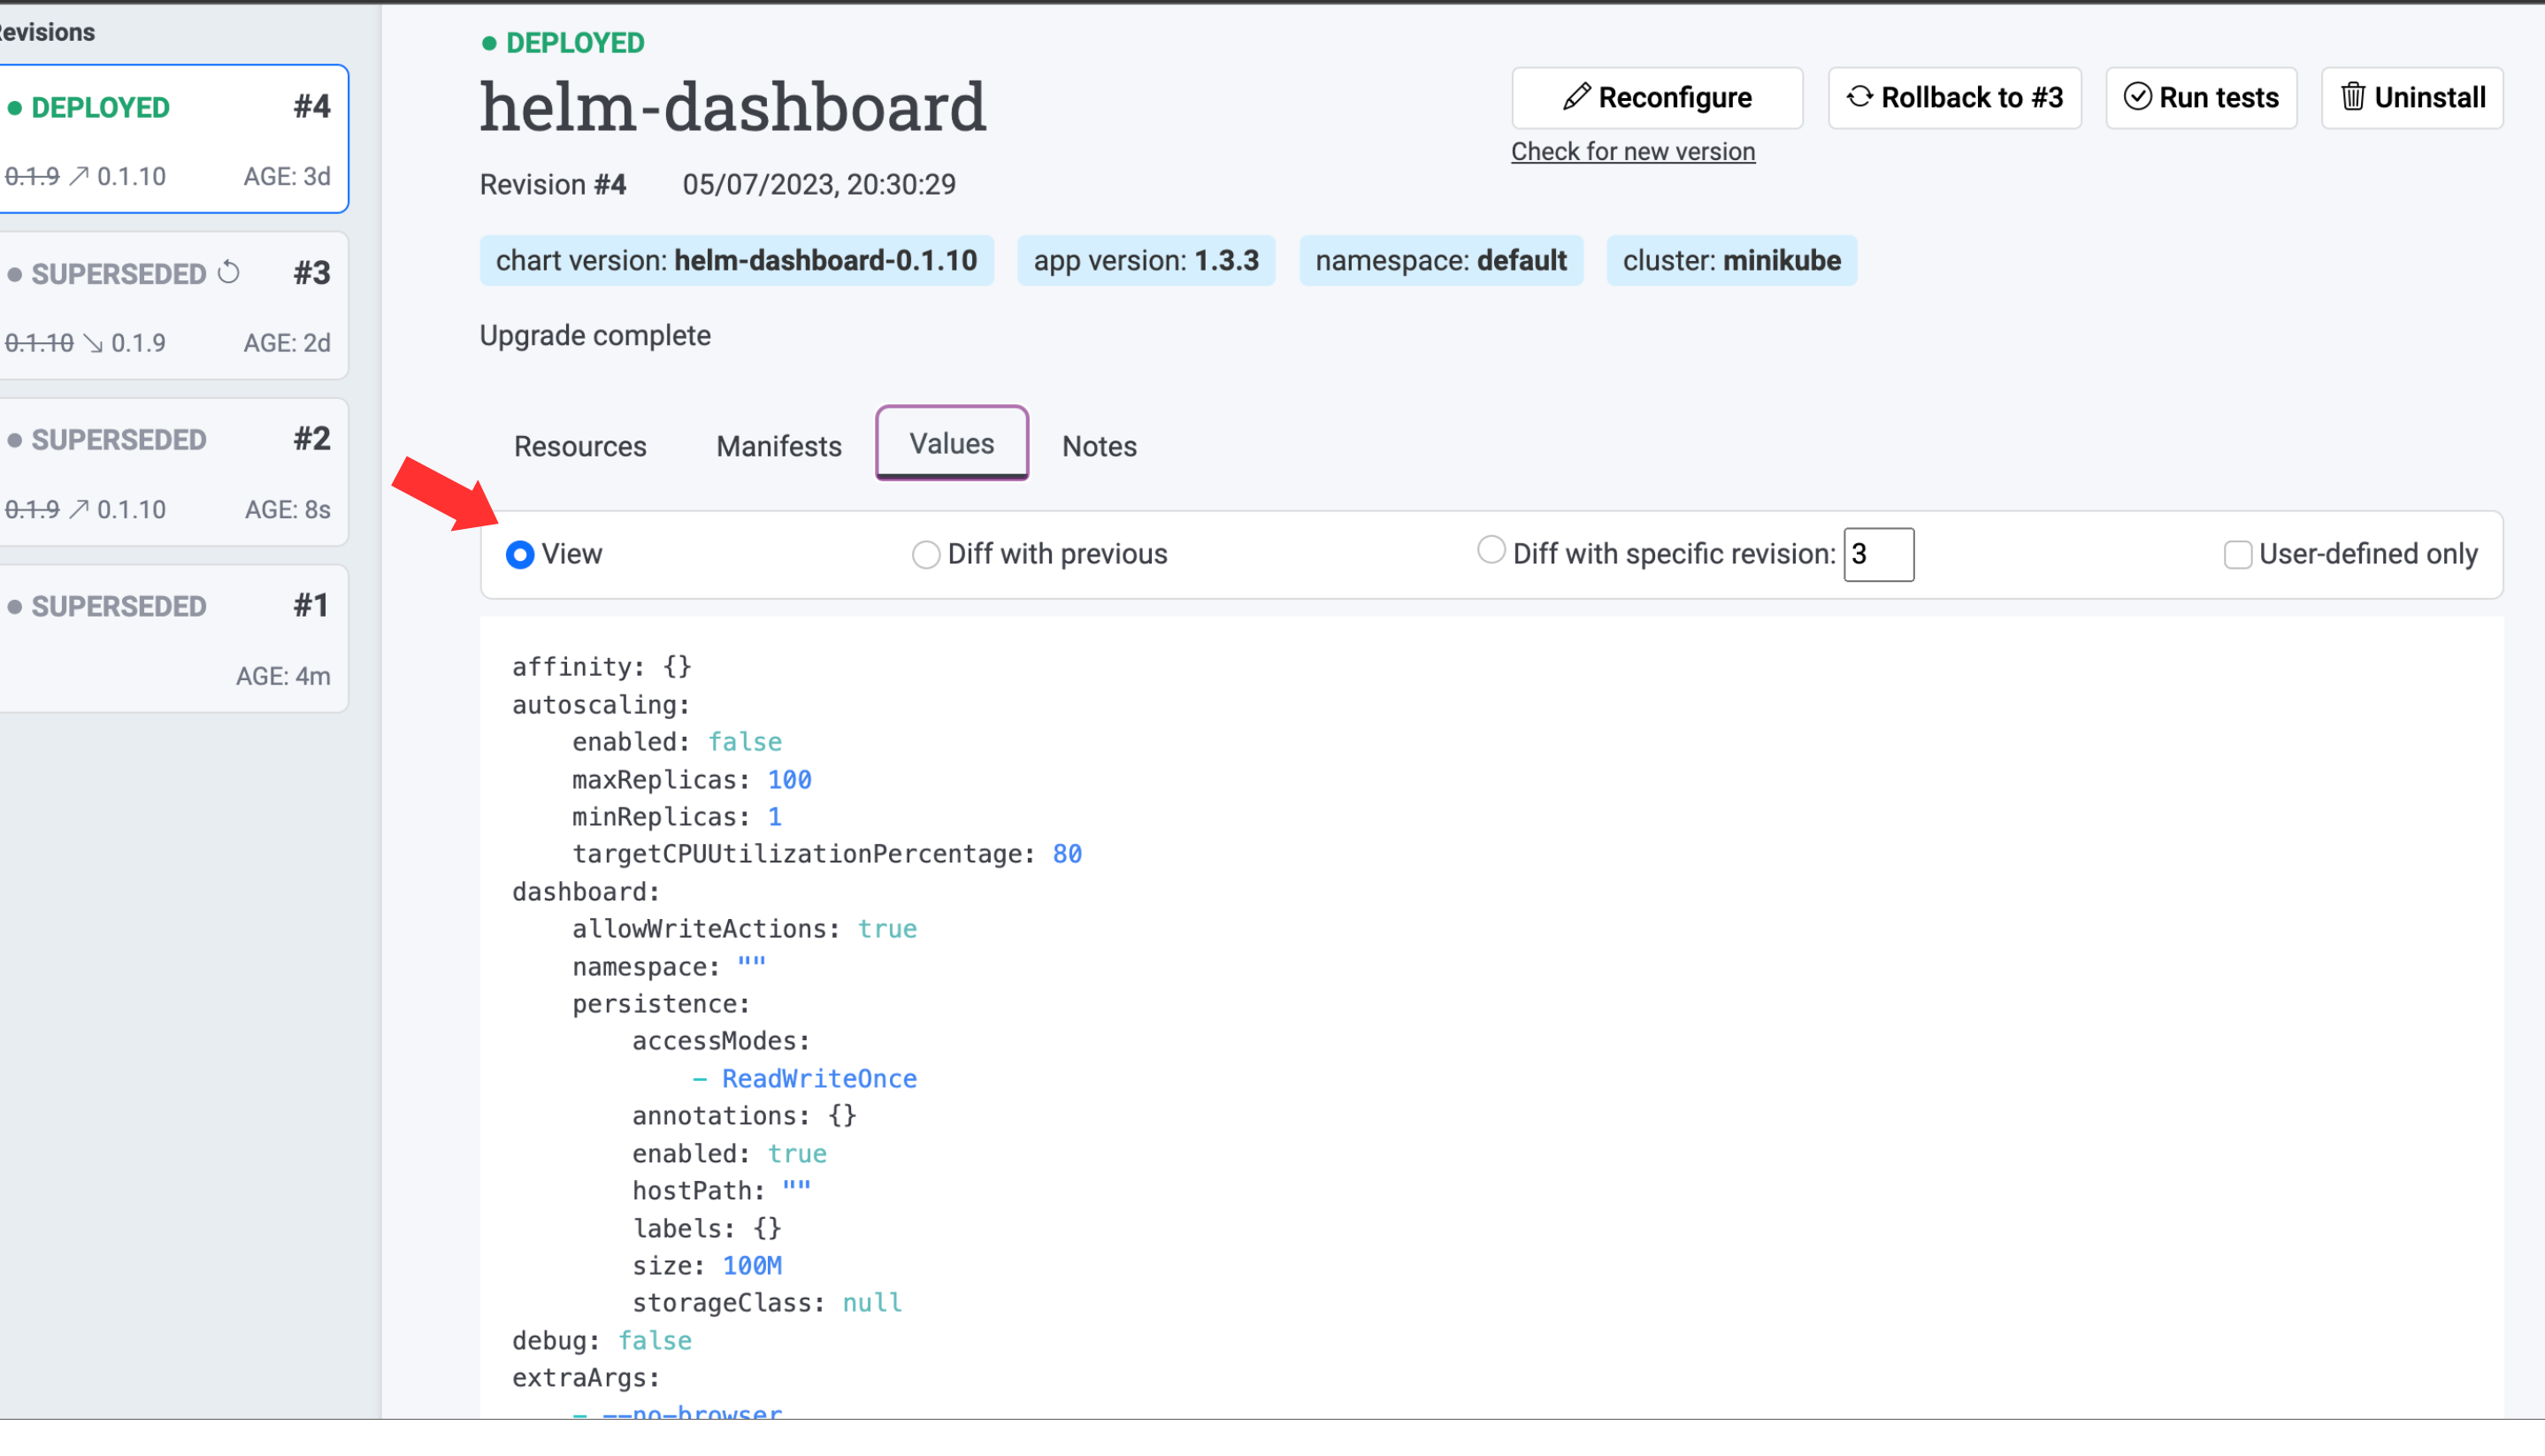 evisions
DEPLOYED #4
0.1.9 0.1.10 AGE: 3d
SUPERSEDED #3
0.1.10 0.1.9 AGE: 2d
SUPERSEDED #2
0.1.9 0.1.10 AGE: 8s
SUPERSEDED #1
AGE: 4m
DEPLOYED
helm-dashboard
Reconfigure Rollback to #3 Run tests Uninstall
Check for new version
Revision #4 05/07/2023, 20:30:29
chart version: helm-dashboard-0.1.10 app version: 1.3.3 namespace: default cluster: minikube
Upgrade complete
Resources Manifests Values Notes
View Diff with previous Diff with specific revision: 3 User-defined only
affinity: {}
autoscaling:
enabled: false
maxReplicas: 100
minReplicas: 1
targetCPUUtilizationPercentage: 80
dashboard:
allowWriteActions: true
namespace: ""
persistence:
accessModes:
- ReadWriteOnce
annotations: {}
enabled: true
hostPath: ""
labels: {}
size: 100M
storageClass: null
debug: false
extraArgs:
- --no-browser